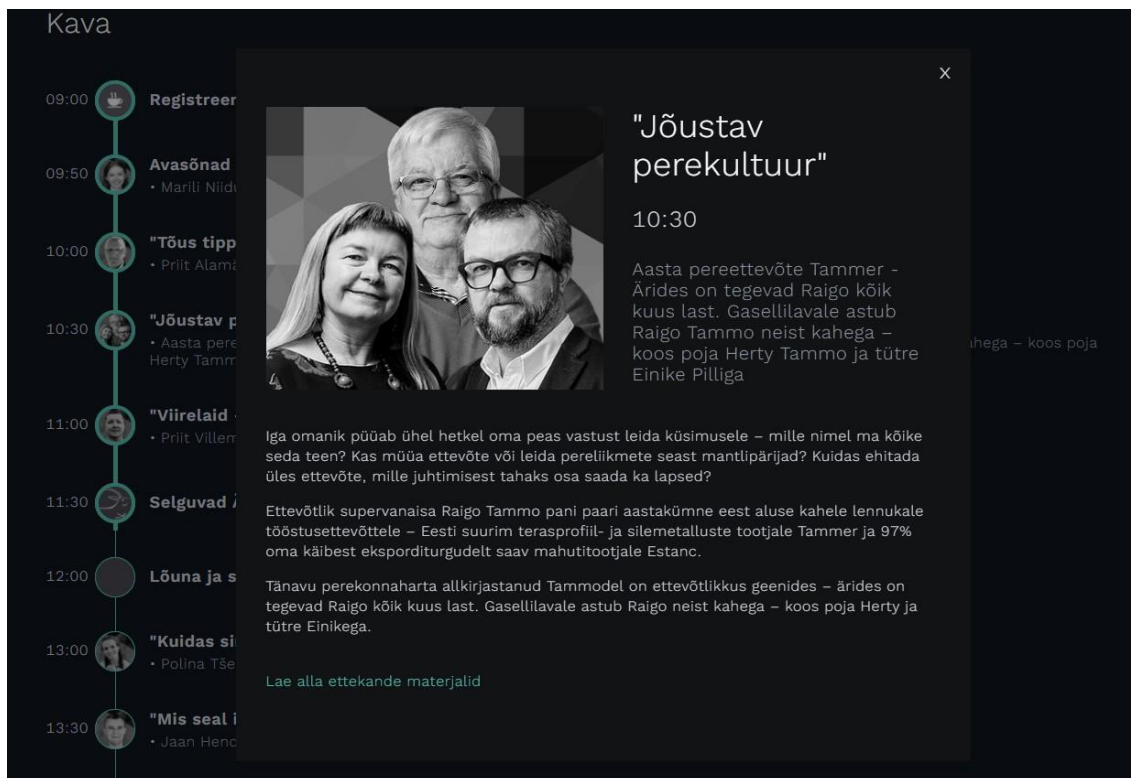 Kava
x
09:00 Registreer
09:50 Avasõnad
• Marili Niidu
10:00 "Tõus tipp
• Priit Alamä
10:30 "Jõustav p
• Aasta pere
ahega – koos poja
Herty Tamm
11:00 "Viirelaid -
• Priit Villem
11:30 Selguvad Ä
12:00 Lõuna ja s
13:00 "Kuidas si
• Polina Tše
13:30 "Mis seal i
• Jaan Hend
"Jõustav
perekultuur"
10:30
Aasta pereettevõte Tammer -
Ärides on tegevad Raigo kõik
kuus last. Gasellilavale astub
Raigo Tammo neist kahega –
koos poja Herty Tammo ja tütre
Einike Pilliga
Iga omanik püüab ühel hetkel oma peas vastust leida küsimusele – mille nimel ma kõike
seda teen? Kas müüa ettevõte või leida pereliikmete seast mantlipärijad? Kuidas ehitada
üles ettevõte, mille juhtimisest tahaks osa saada ka lapsed?
Ettevõtlik supervanaisa Raigo Tammo pani paari aastakümne eest aluse kahele lennukale
tööstusettevõttele – Eesti suurim terasprofiil- ja silemetalluste tootjale Tammer ja 97%
oma käibest eksporditurgudelt saav mahutitootjale Estanc.
Tänavu perekonnaharta allkirjastanud Tammodel on ettevõtlikkus geenides – ärides on
tegevad Raigo kõik kuus last. Gasellilavale astub Raigo neist kahega – koos poja Herty ja
tütre Einikega.
Lae alla ettekande materjalid